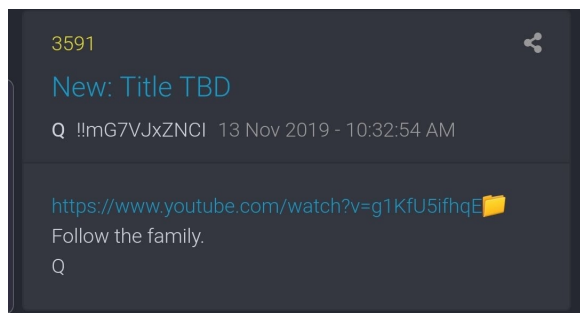 3591
New: Title TBD
Q !!mG7VJxZNCI 13 Nov 2019 - 10:32:54 AM
https://www.youtube.com/watch?v=g1KfU5ifhqE
Follow the family.
Q